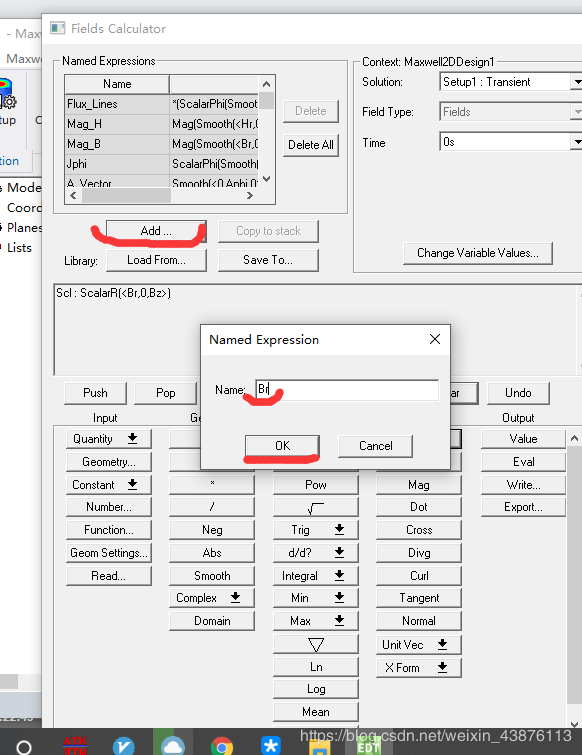 - Maxw
Fields Calculator
Maxwe
tup
C
tion
Mode
Coord
Planes
Lists
Named Expressions
Name
Flux_Lines *(ScalarPhi(Smoot
Mag_H Mag(Smooth(<Hr,0
Mag_B Mag(Smooth(<Br,0
Jphi ScalarPhi(Smooth(
A_Vector Smooth(<0,Aphi,0
Delete
Delete All
Context: Maxwell2DDesign1
Solution: Setup1 : Transient
Field Type: Fields
Time 0s
Add ... Copy to stack
Library: Load From... Save To...
Change Variable Values...
Scl : ScalarR(<Br,0,Bz>)
Named Expression
Name: Br
OK Cancel
Push Pop ar Undo
Input Ge Output
Quantity Value
Geometry... Eval
Constant * Pow Mag Write...
Number... / √ Dot Export...
Function... Neg Trig Cross
Geom Settings... Abs d/d? Divg
Read... Smooth Integral Curl
Complex Min Tangent
Domain Max Normal
▽ Unit Vec
Ln X Form
Log
Mean
https://blog.csdn.net/weixin_43876113
EDT